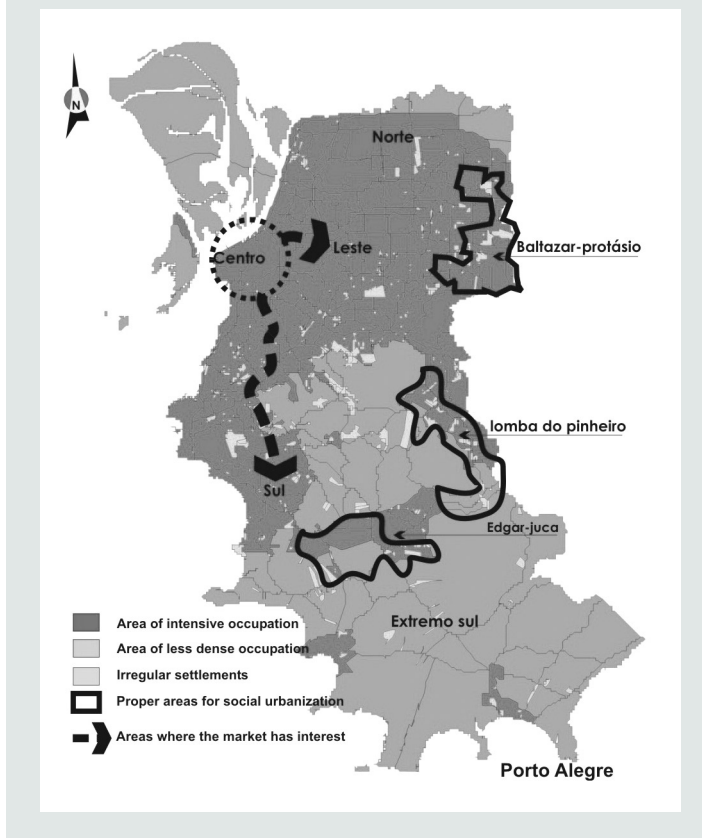 N
Norte
Baltazar-protásio
Centro
Leste
lomba do pinheiro
Sul
Edgar-juca
Extremo sul
Area of intensive occupation
Area of less dense occupation
Irregular settlements
Proper areas for social urbanization
Areas where the market has interest
Porto Alegre